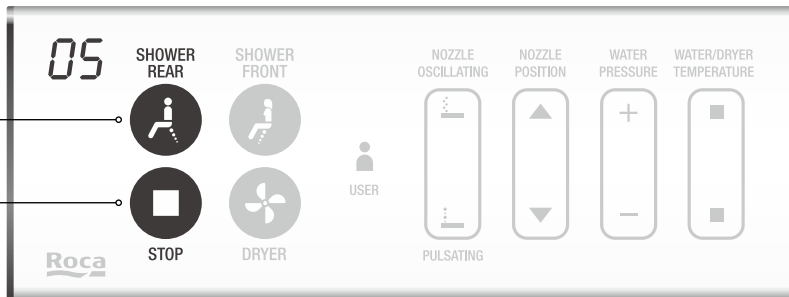 05
SHOWER
REAR
SHOWER
FRONT
NOZZLE
OSCILLATING
NOZZLE
POSITION
WATER
PRESSURE
WATER/DRYER
TEMPERATURE
+
USER
−
STOP
DRYER
PULSATING
Roca